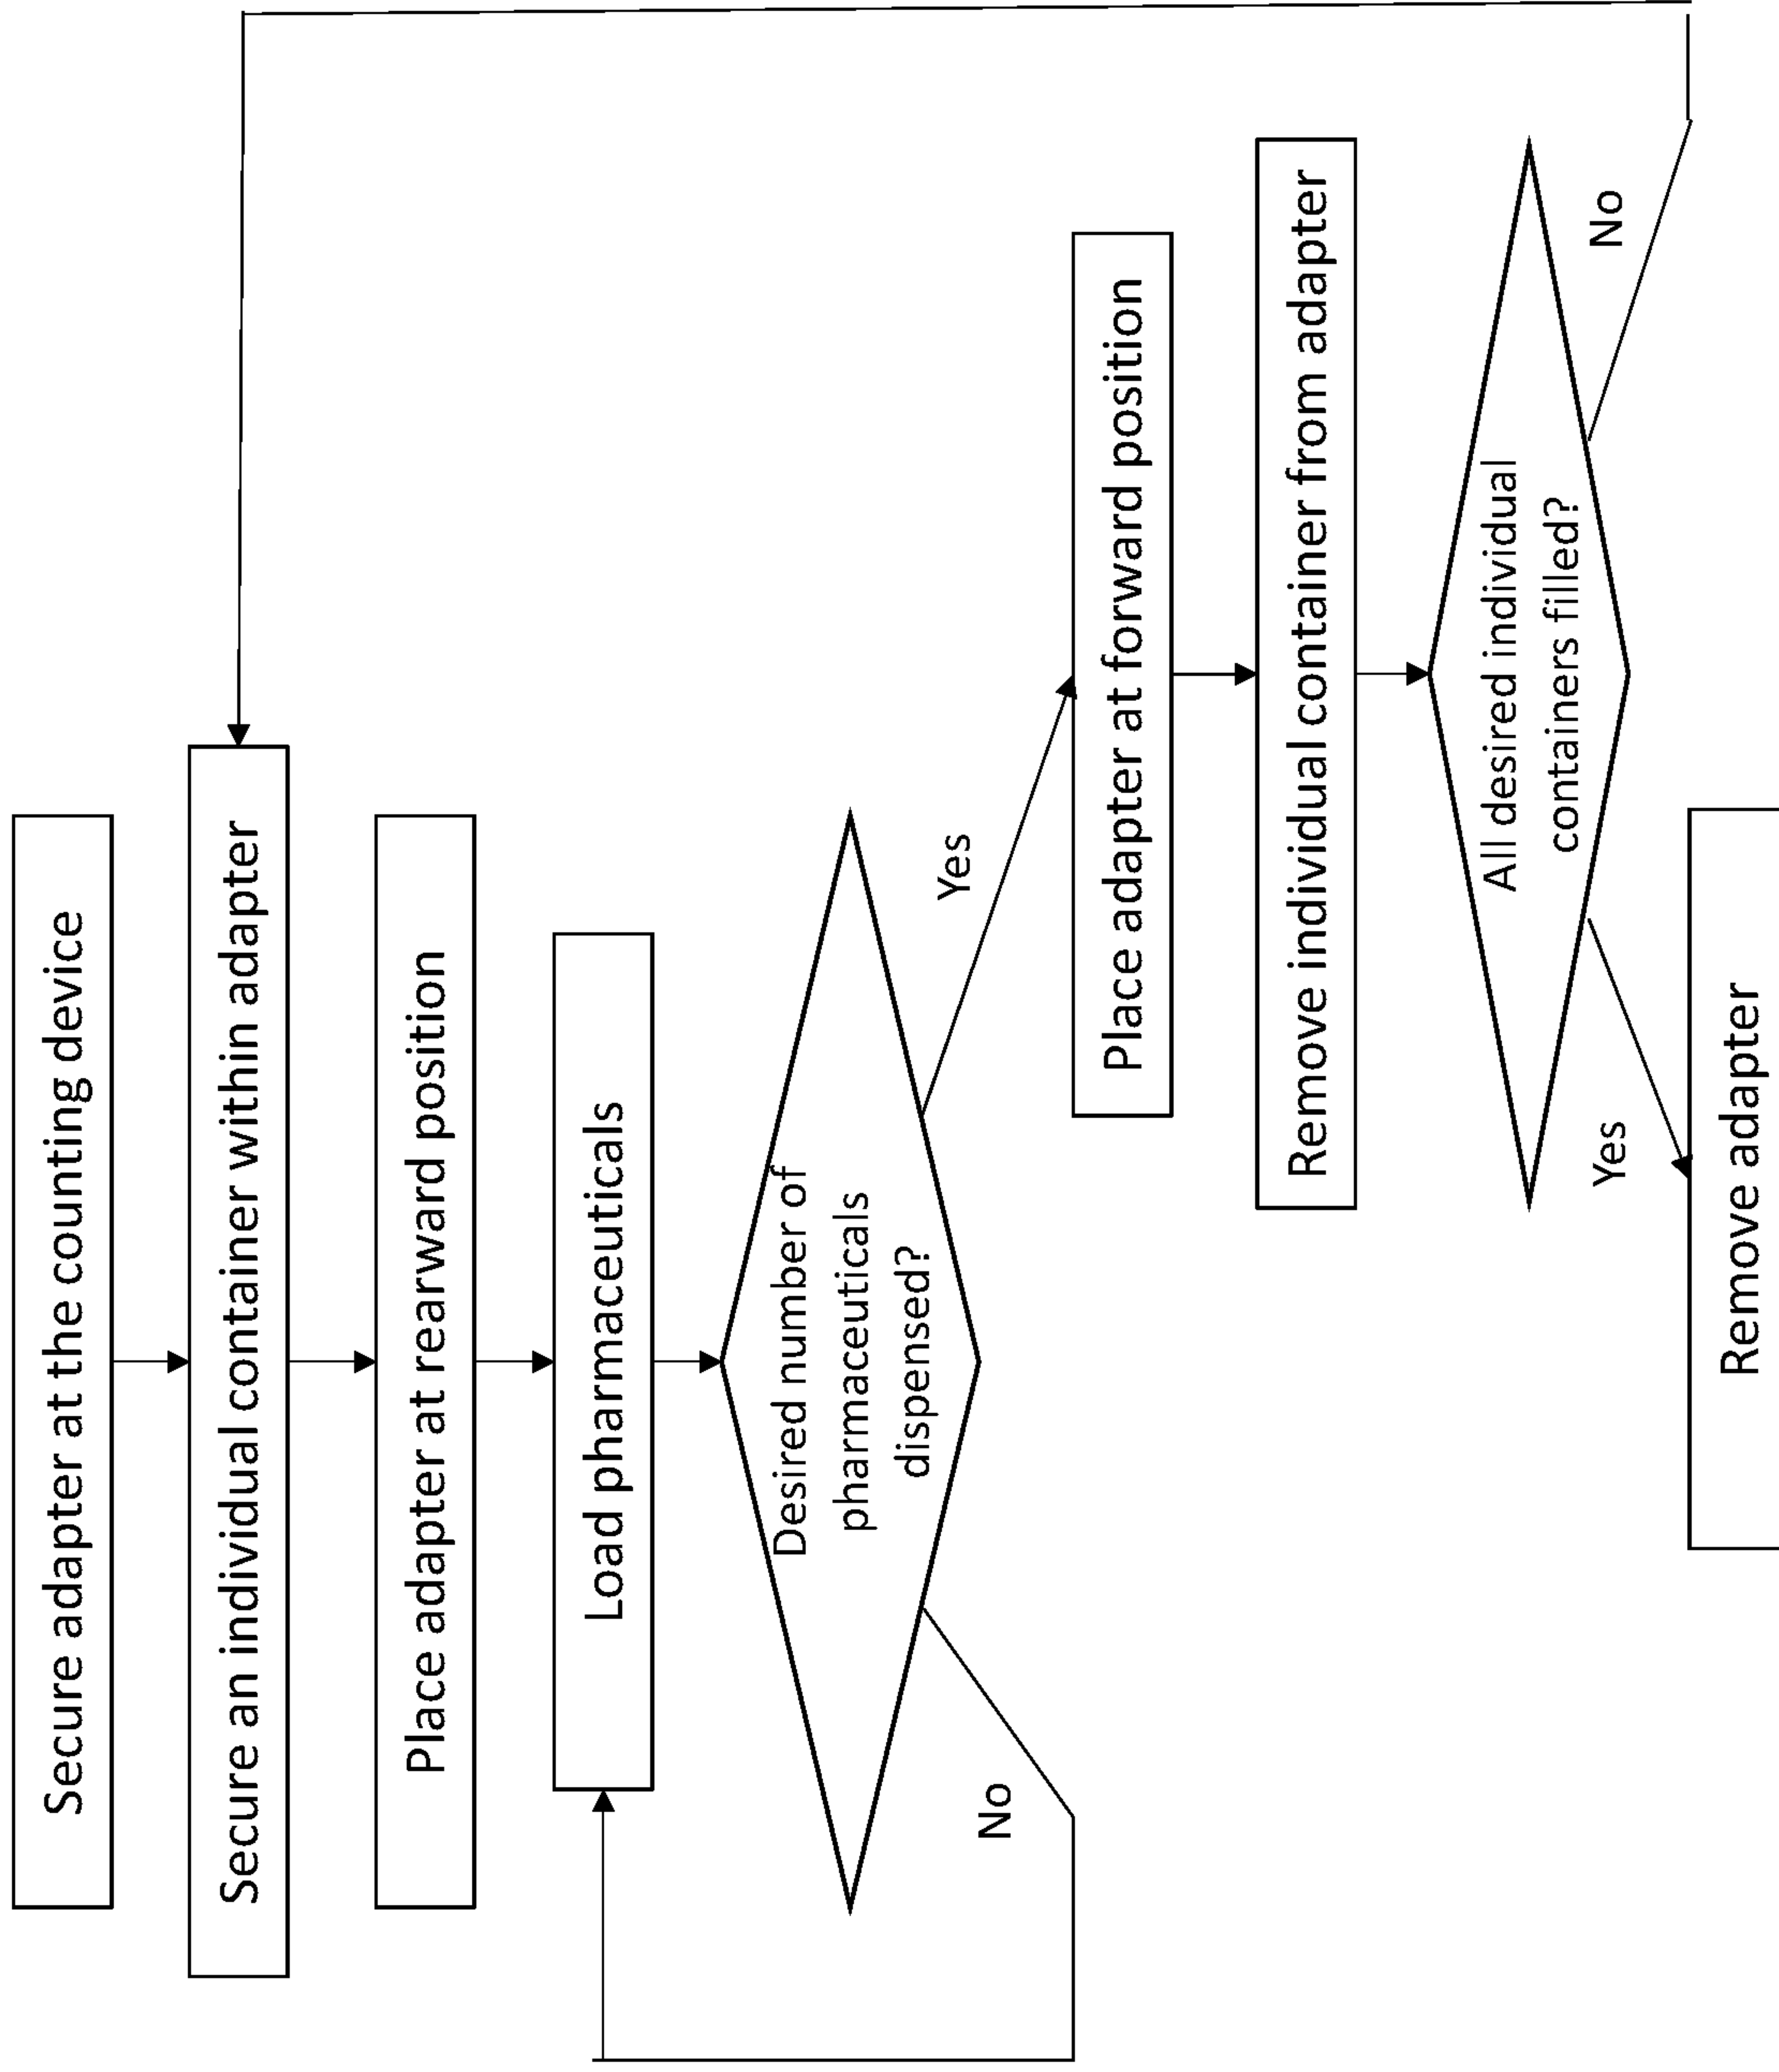 Secure adapter at the counting device
Secure an individual container within adapter
Place adapter at rearward position
Load pharmaceuticals
Desired number of
pharmaceuticals
dispensed?
No
Yes
Place adapter at forward position
Remove individual container from adapter
All desired individual
containers filled?
Yes
No
Remove adapter